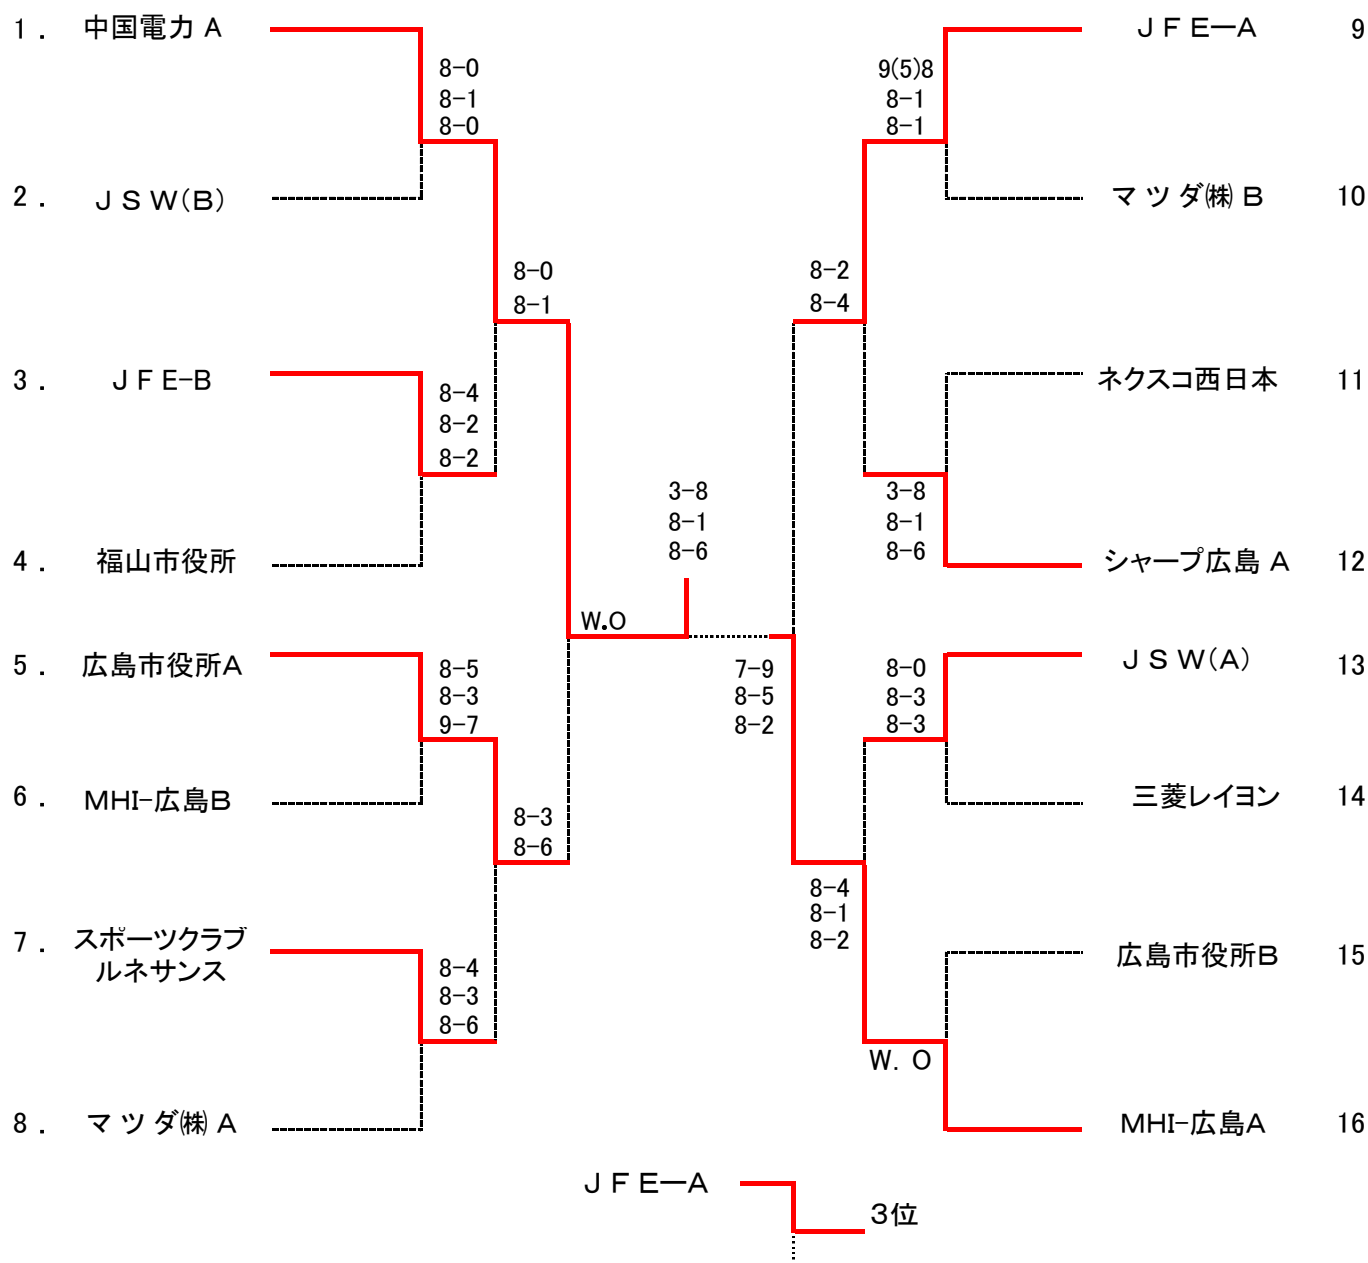 1 . 中国電力 A
8-0
8-1
8-0
2 . J S W(B)
8-0
8-1
3 . J F E-B
8-4
8-2
8-2
4 . 福山市役所
W.O
3-8
8-1
8-6
5 . 広島市役所A
8-5
8-3
9-7
6 . MHI-広島B
8-3
8-6
7 . スポーツクラブ
ルネサンス
8-4
8-3
8-6
8 . マ ツ ダ㈱ A
J F E-A 9
9(5)8
8-1
8-1
マ ツ ダ㈱ B 10
8-2
8-4
ネクスコ西日本 11
3-8
8-1
8-6
シャープ広島 A 12
7-9
8-5
8-2
J S W(A) 13
8-0
8-3
8-3
三菱レイヨン 14
8-4
8-1
8-2
広島市役所B 15
W. O
MHI-広島A 16
J F E-A
3位